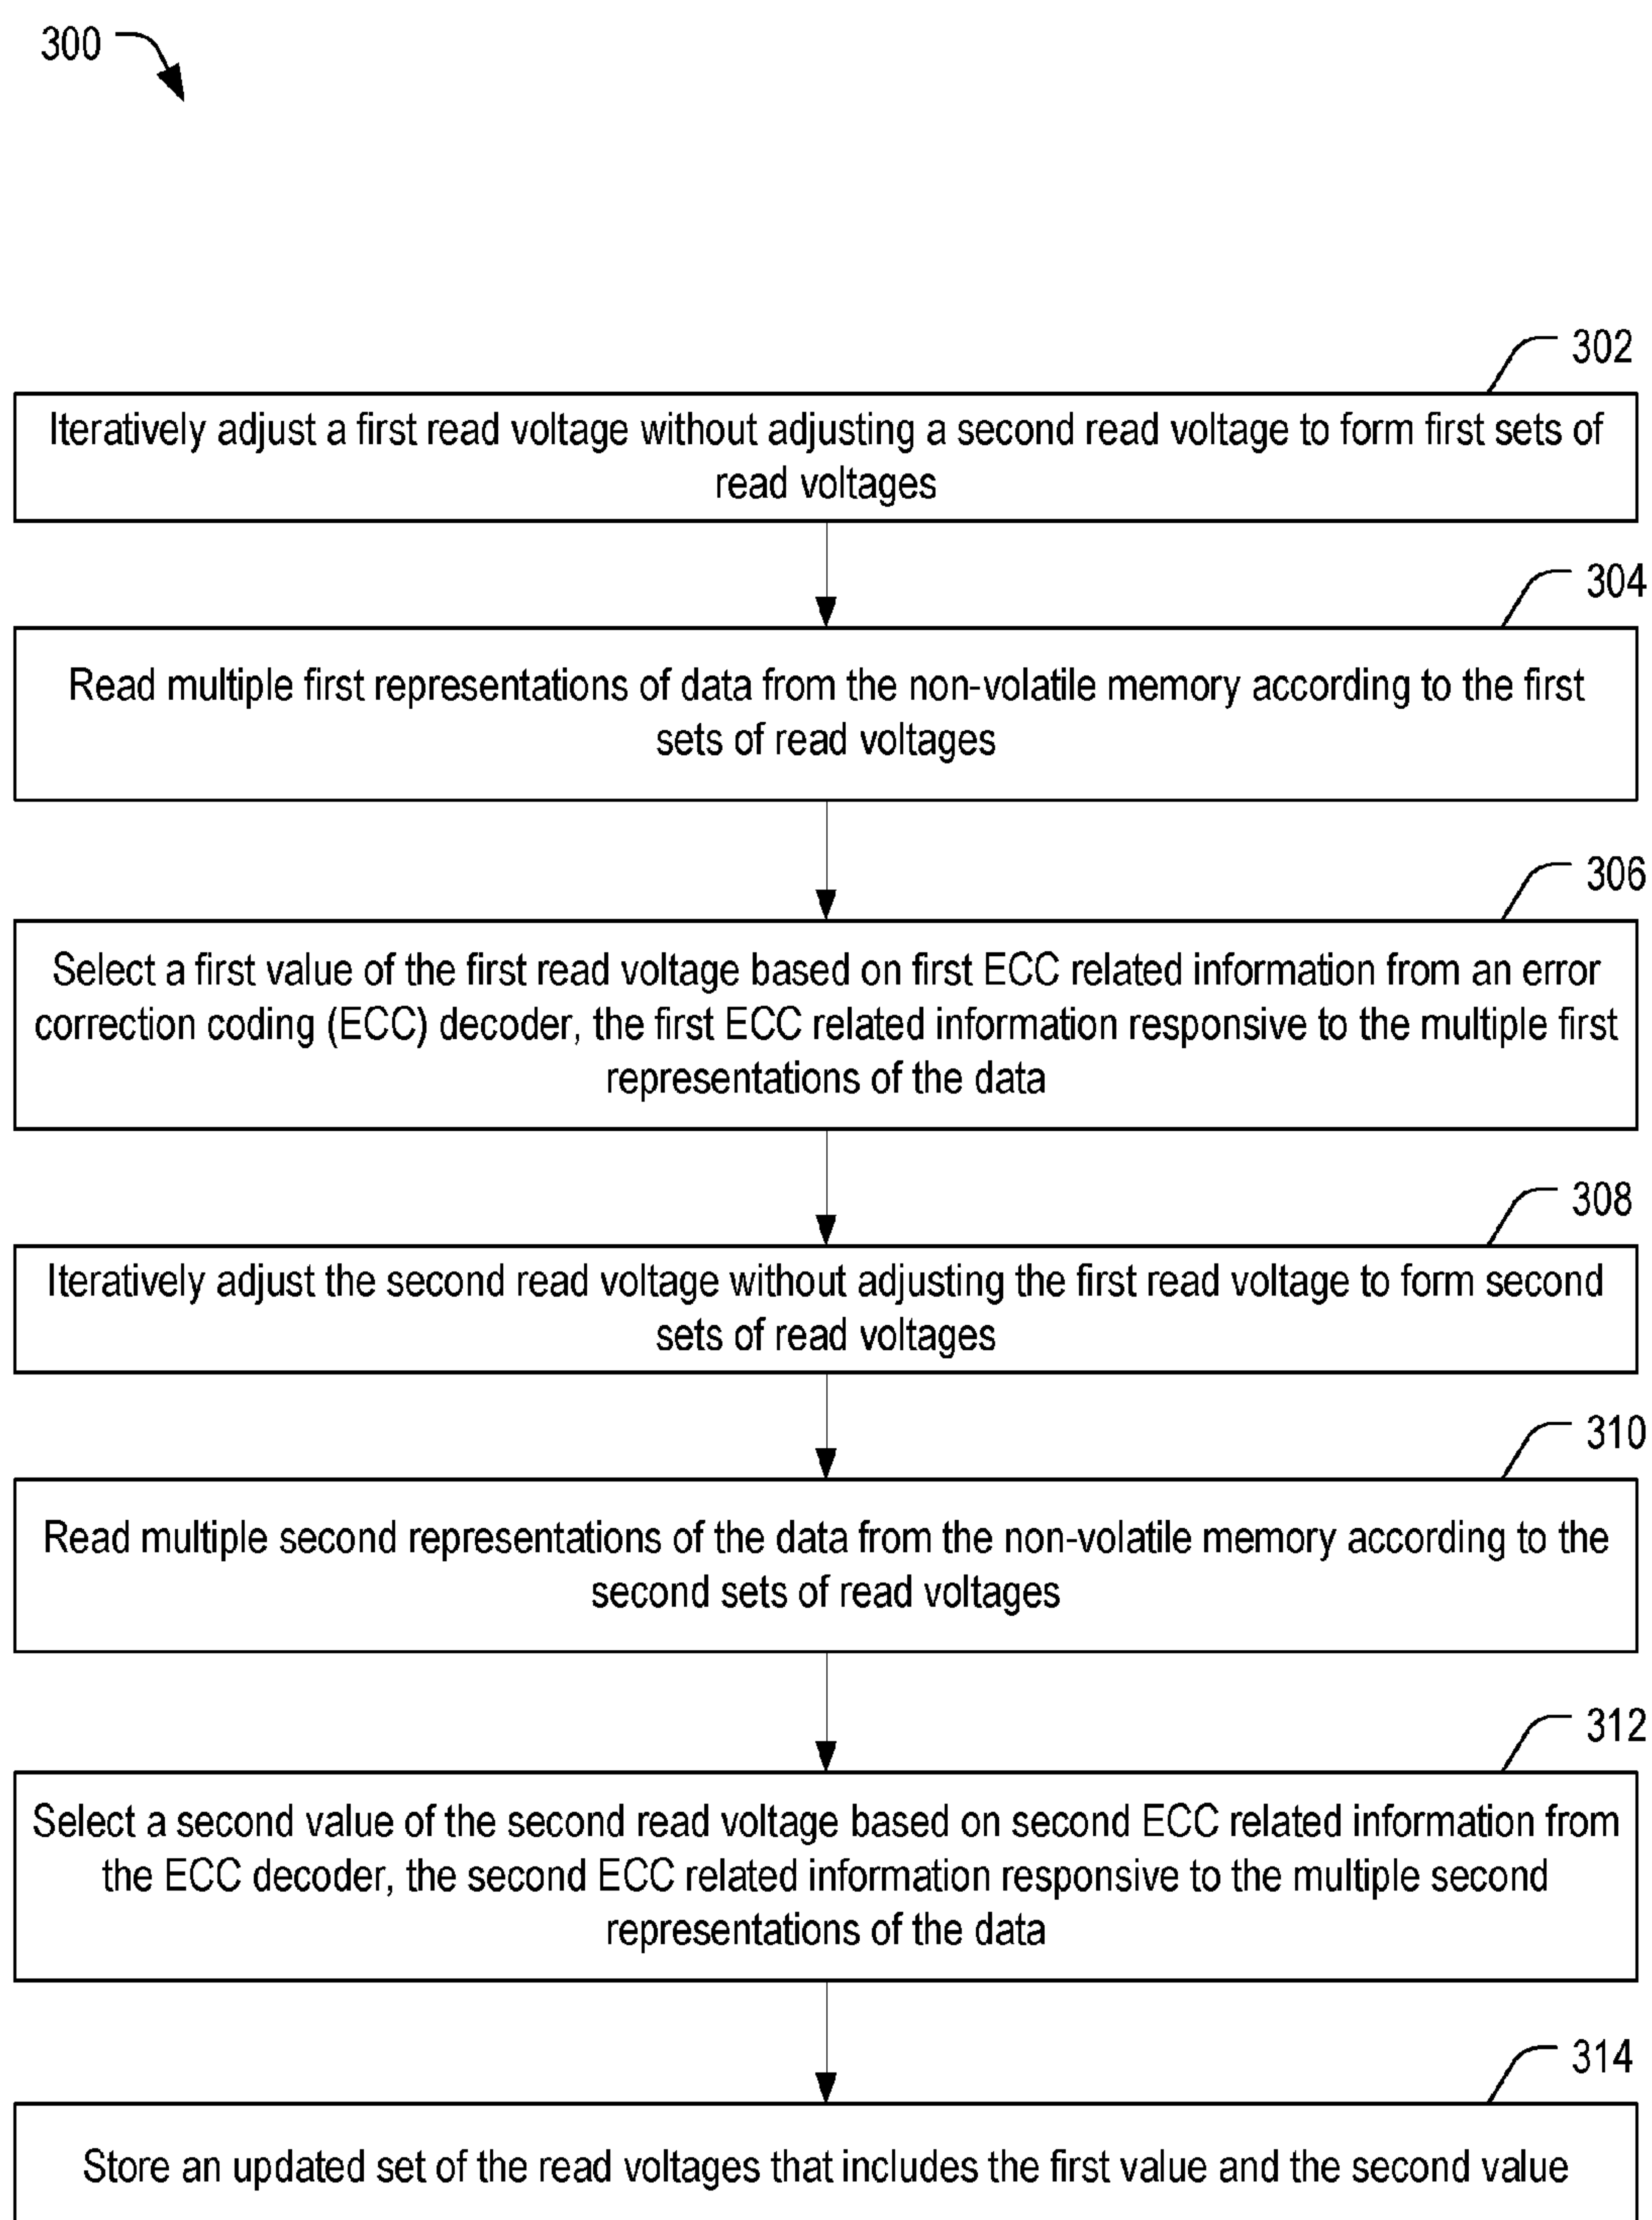 300
302
Iteratively adjust a first read voltage without adjusting a second read voltage to form first sets of
read voltages
304
Read multiple first representations of data from the non-volatile memory according to the first
sets of read voltages
306
Select a first value of the first read voltage based on first ECC related information from an error
correction coding (ECC) decoder, the first ECC related information responsive to the multiple first
representations of the data
308
Iteratively adjust the second read voltage without adjusting the first read voltage to form second
sets of read voltages
310
Read multiple second representations of the data from the non-volatile memory according to the
second sets of read voltages
312
Select a second value of the second read voltage based on second ECC related information from
the ECC decoder, the second ECC related information responsive to the multiple second
representations of the data
314
Store an updated set of the read voltages that includes the first value and the second value